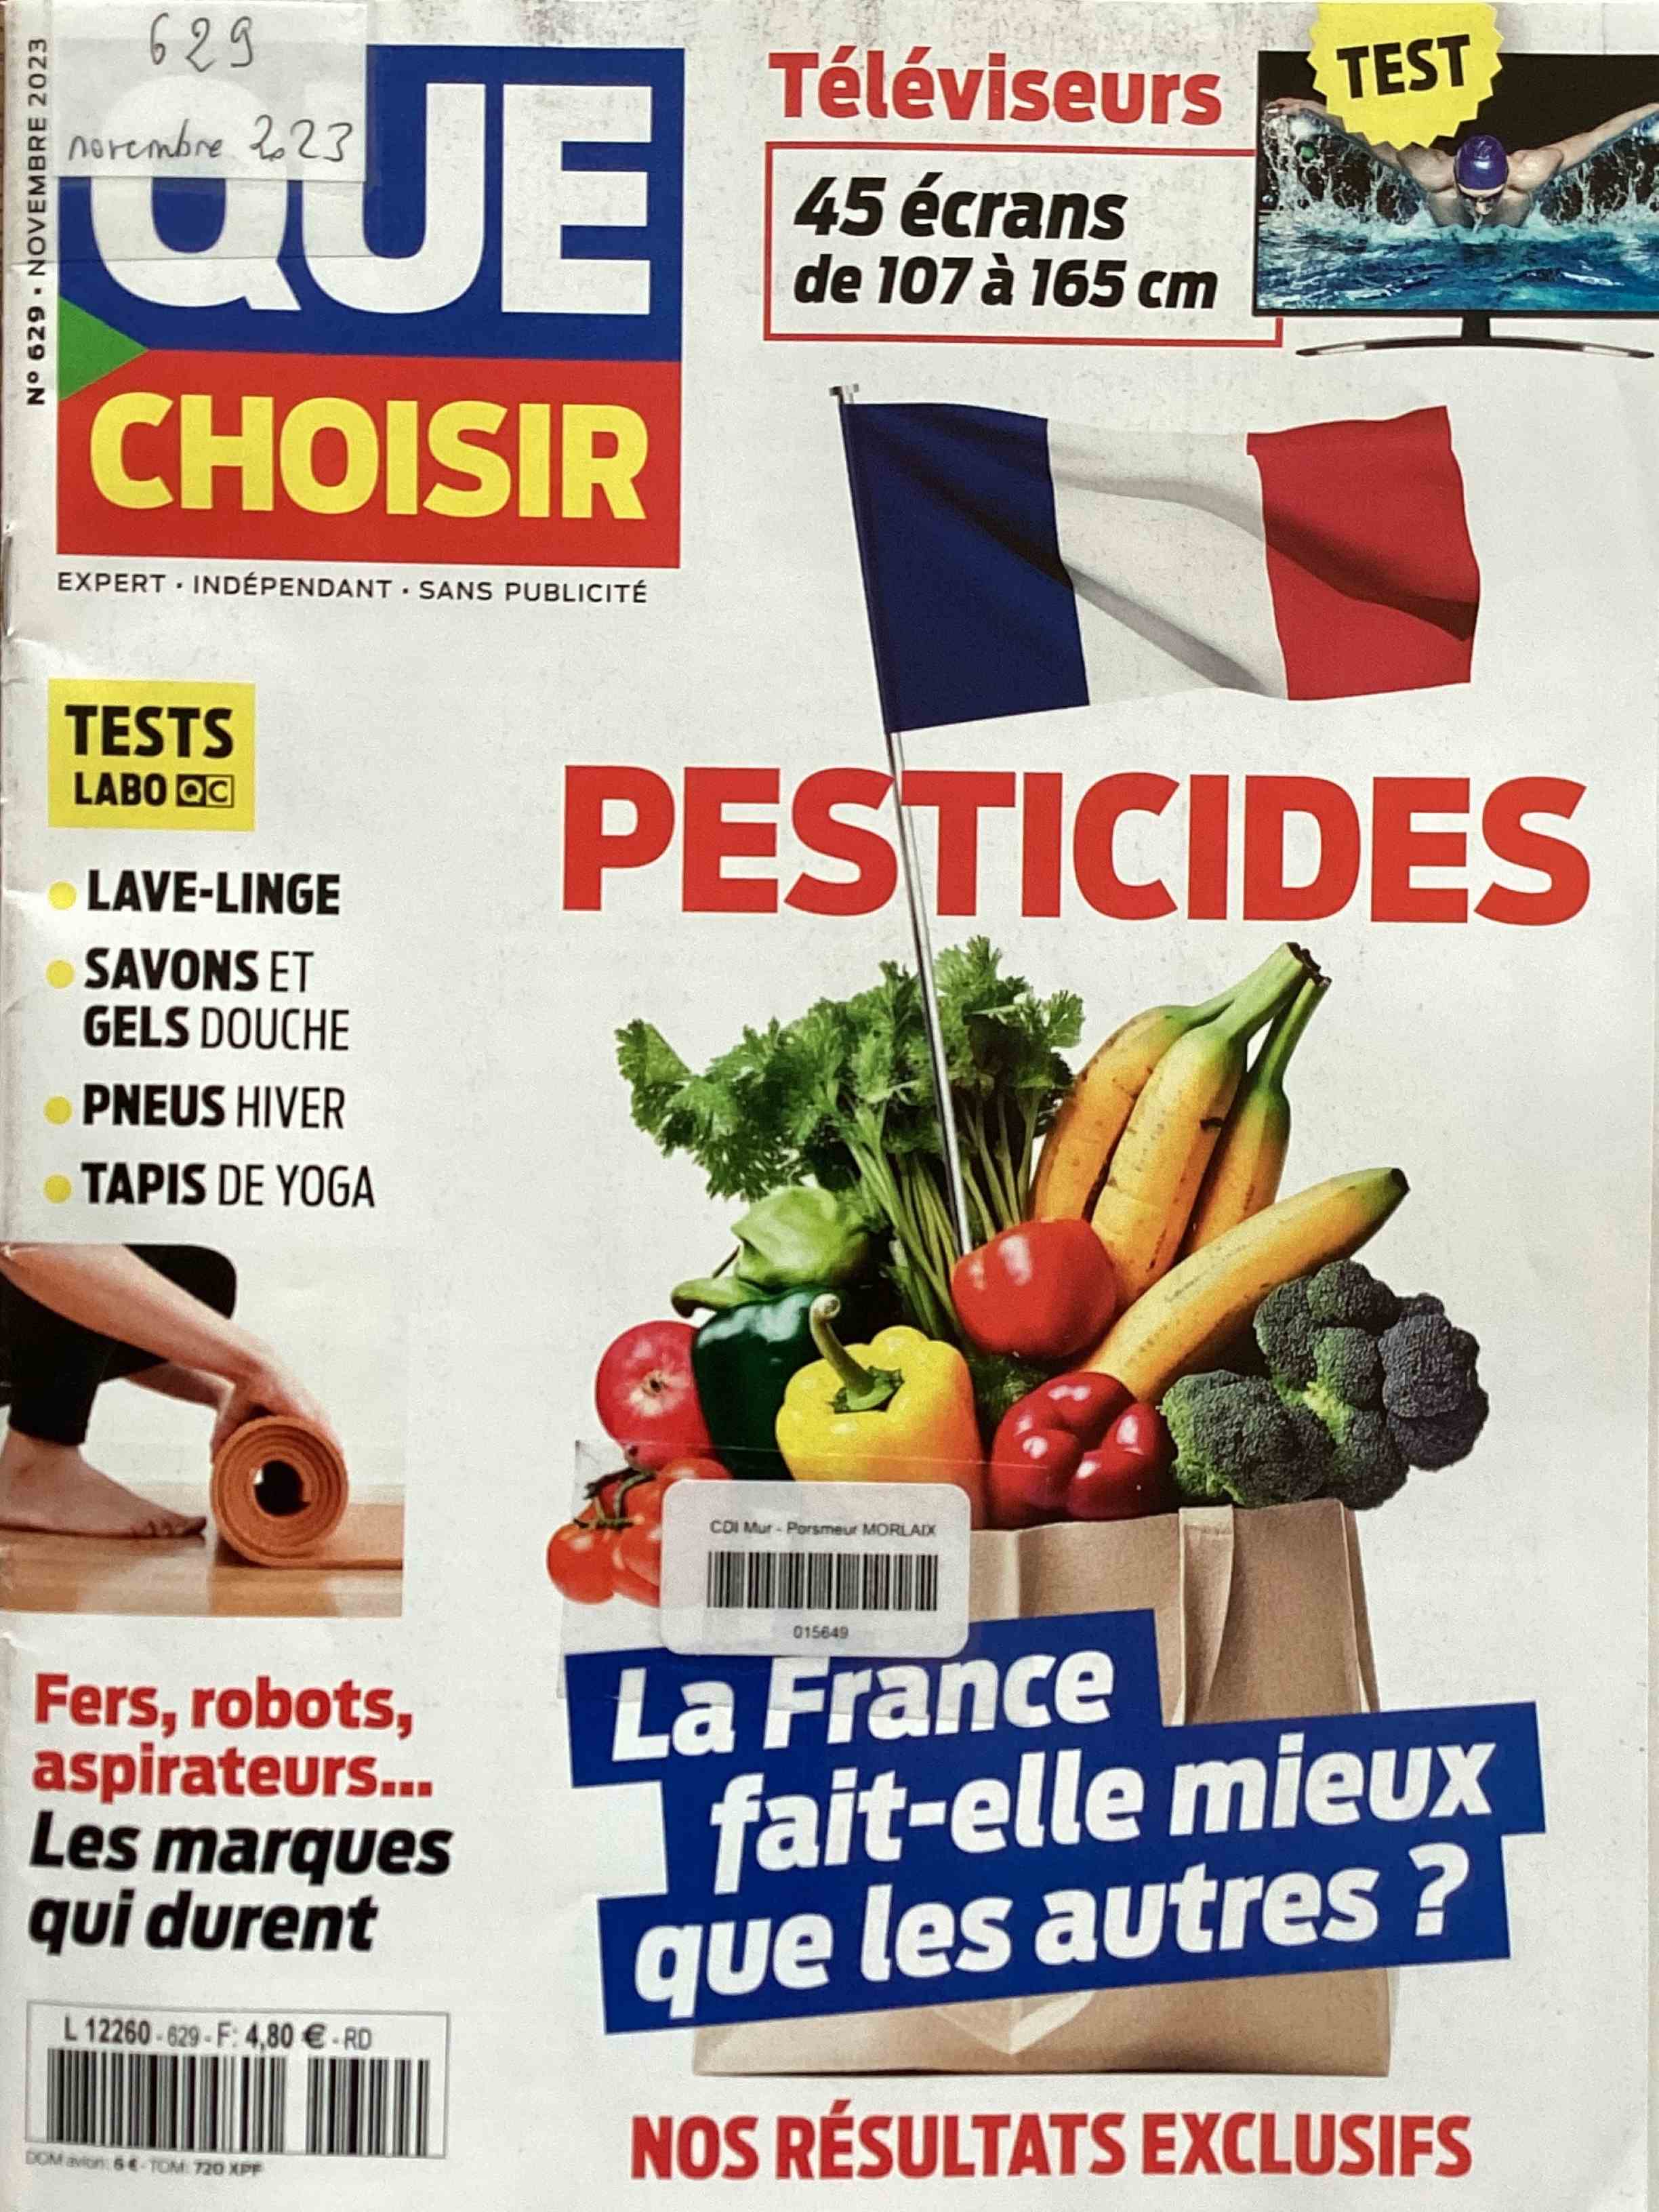 629
novembre 2023
N° 629 • NOVEMBRE 2023
QUE
CHOISIR
EXPERT • INDÉPENDANT • SANS PUBLICITÉ
Téléviseurs
45 écrans
de 107 à 165 cm
TEST
TESTS
LABO QC
LAVE-LINGE
SAVONS ET
GELS DOUCHE
PNEUS HIVER
TAPIS DE YOGA
PESTICIDES
CDI Mur - Porsmeur MORLAIX
015649
La France
fait-elle mieux
que les autres ?
NOS RÉSULTATS EXCLUSIFS
Fers, robots,
aspirateurs...
Les marques
qui durent
L 12260 - 629 - F: 4,80 € - RD
DOM avion: 6 € - TOM: 720 XPF